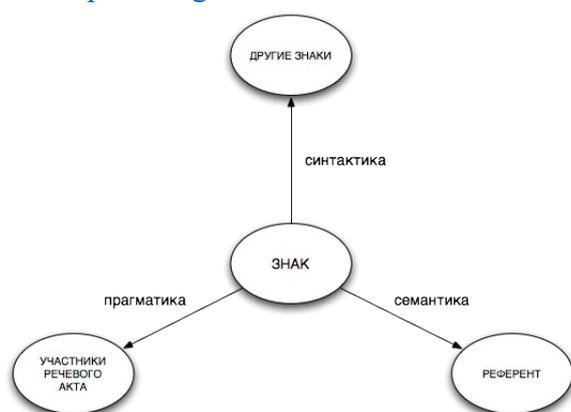 ДРУГИЕ ЗНАКИ
синтактика
ЗНАК
прагматика
семантика
УЧАСТНИКИ
РЕЧЕВОГО
АКТА
РЕФЕРЕНТ